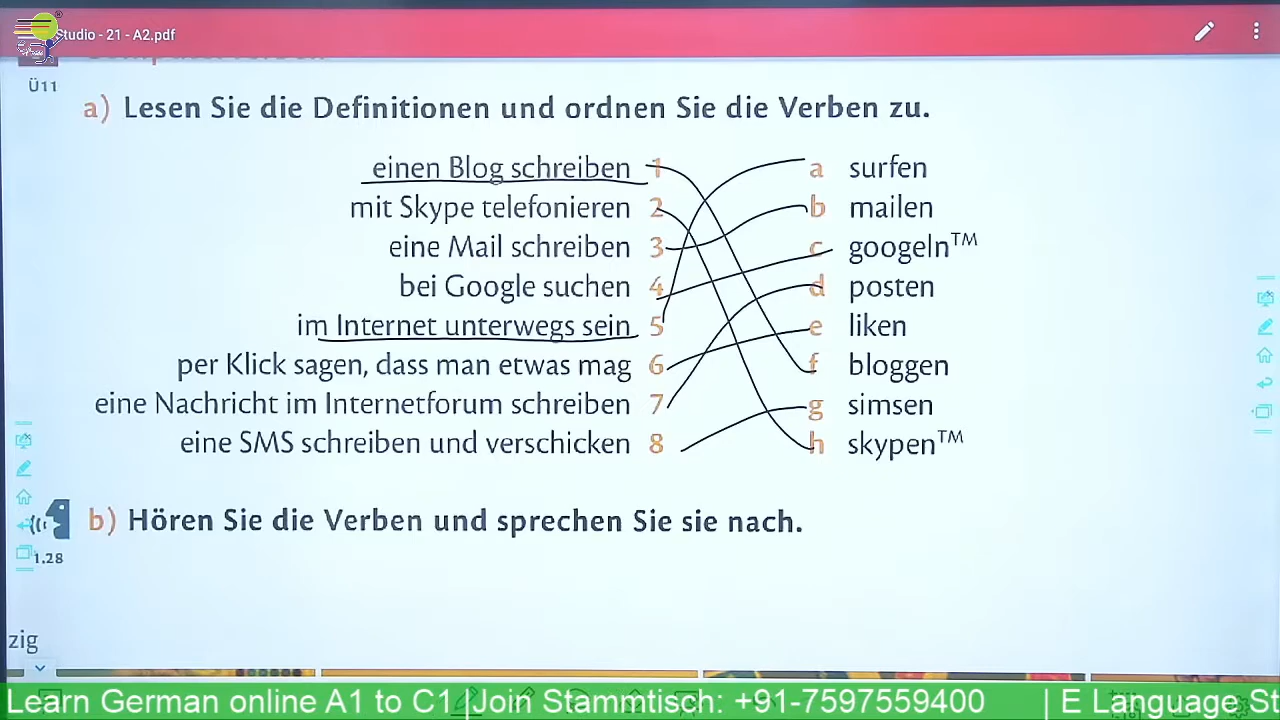 Studio - 21 - A2.pdf
Ü11
a) Lesen Sie die Definitionen und ordnen Sie die Verben zu.
einen Blog schreiben 1 a surfen
mit Skype telefonieren 2 b mailen
eine Mail schreiben 3 c googeln™
bei Google suchen 4 d posten
im Internet unterwegs sein 5 e liken
per Klick sagen, dass man etwas mag 6 f bloggen
eine Nachricht im Internetforum schreiben 7 g simsen
eine SMS schreiben und verschicken 8 h skypen™
b) Hören Sie die Verben und sprechen Sie sie nach.
1.28
zig
Learn German online A1 to C1 |Join Stammtisch: +91-7597559400 | E Language St